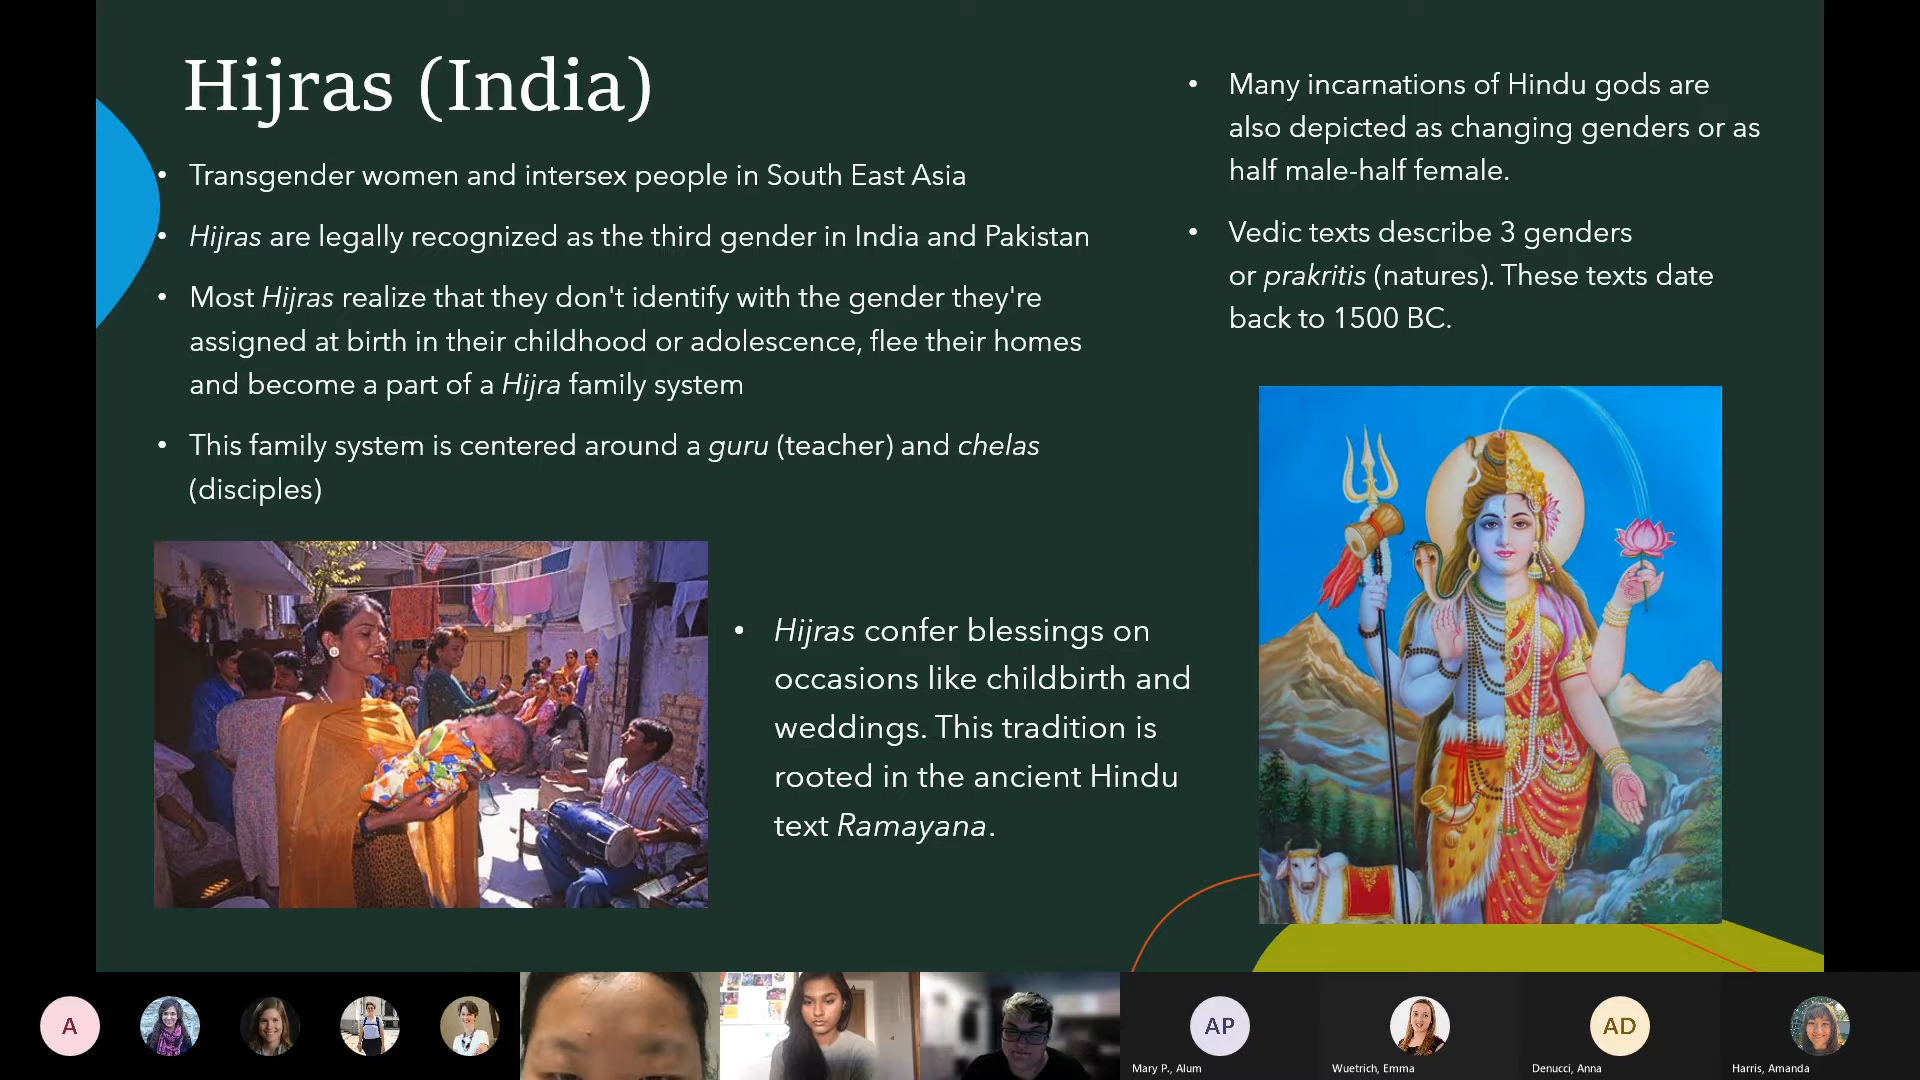 Hijras (India)
• Transgender women and intersex people in South East Asia
• Hijras are legally recognized as the third gender in India and Pakistan
• Most Hijras realize that they don't identify with the gender they're
assigned at birth in their childhood or adolescence, flee their homes
and become a part of a Hijra family system
• This family system is centered around a guru (teacher) and chelas
(disciples)
• Hijras confer blessings on
occasions like childbirth and
weddings. This tradition is
rooted in the ancient Hindu
text Ramayana.
• Many incarnations of Hindu gods are
also depicted as changing genders or as
half male-half female.
• Vedic texts describe 3 genders
or prakritis (natures). These texts date
back to 1500 BC.
A
AP
Mary P., Alum
Wuetrich, Emma
AD
Denucci, Anna
Harris, Amanda